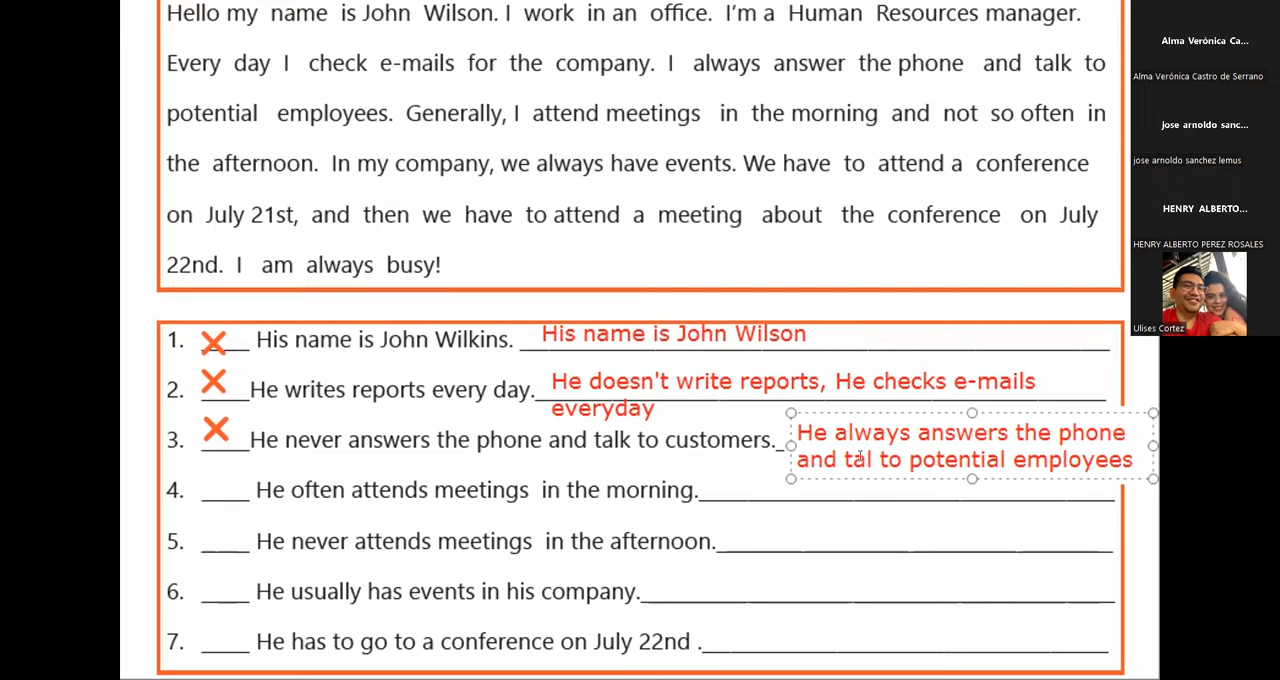 Hello my name is John Wilson. I work in an office. I'm a Human Resources manager.
Every day I check e-mails for the company. I always answer the phone and talk to
potential employees. Generally, I attend meetings in the morning and not so often in
the afternoon. In my company, we always have events. We have to attend a conference
on July 21st, and then we have to attend a meeting about the conference on July
22nd. I am always busy!
1. ____ His name is John Wilkins. His name is John Wilson
2. ____He writes reports every day. He doesn't write reports, He checks e-mails
everyday
3. ____He never answers the phone and talk to customers. He always answers the phone
and tal to potential employees
4. ____ He often attends meetings in the morning.
5. ____ He never attends meetings in the afternoon.
6. ____ He usually has events in his company.
7. ____ He has to go to a conference on July 22nd .
Alma Verónica Ca...
Alma Verónica Castro de Serrano
jose arnoldo sanc...
jose arnoldo sanchez lemus
HENRY ALBERTO...
HENRY ALBERTO PEREZ ROSALES
Ulises Cortez